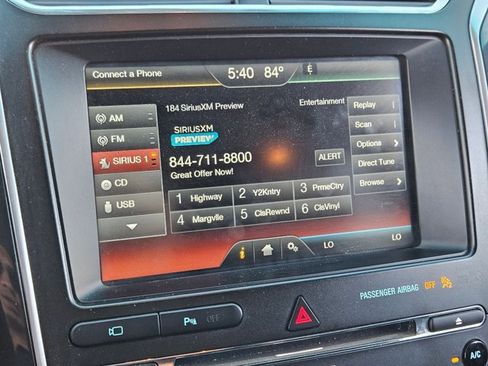 Connect a Phone 5:40 84° E
AM
FM
SIRIUS 1
CD
USB
184 SiriusXM Preview Entertainment
SIRIUSXM
PREVIEW
844-711-8800 ALERT
Great Offer Now!
1 Highway 2 Y2Kntry 3 PrmeCtry
4 Margvlle 5 ClsRewnd 6 ClsVinyl
Replay
Scan
Options
Direct Tune
Browse
LO LO
P OFF
PASSENGER AIRBAG OFF
A/C